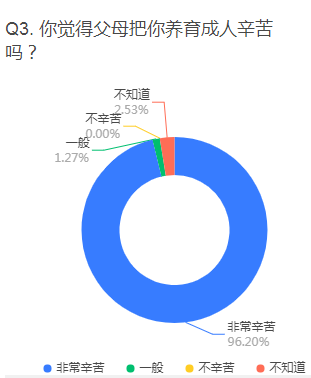 Q3. 你觉得父母把你养育成人辛苦
吗？
不知道
2.53%
不辛苦
0.00%
一般
1.27%
非常辛苦
96.20%
非常辛苦 一般 不辛苦 不知道